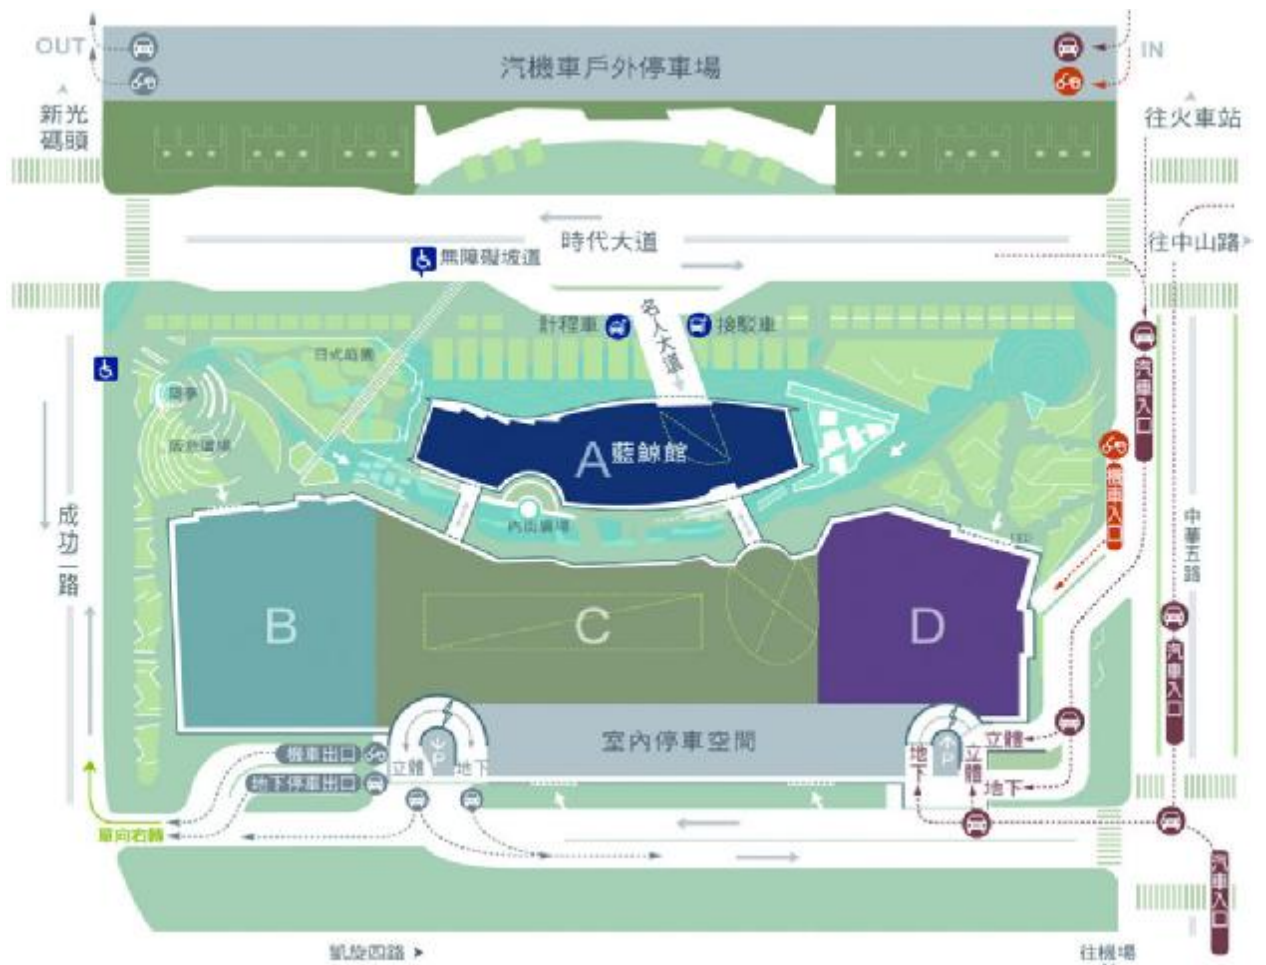 OUT
汽機車戶外停車場
IN
新光
碼頭
往火車站
時代大道
往中山路
無障礙坡道
計程車
名人大道
接駁車
日式庭園
汽車入口
阪急廣場
A 藍鯨館
機車入口
內街廣場
成功二路
中華五路
B
C
D
汽車入口
室內停車空間
機車出口
地下停車出口
立體
P
地下
地下
P
立體
立體
地下
單向右轉
汽車入口
凱旋四路
往機場